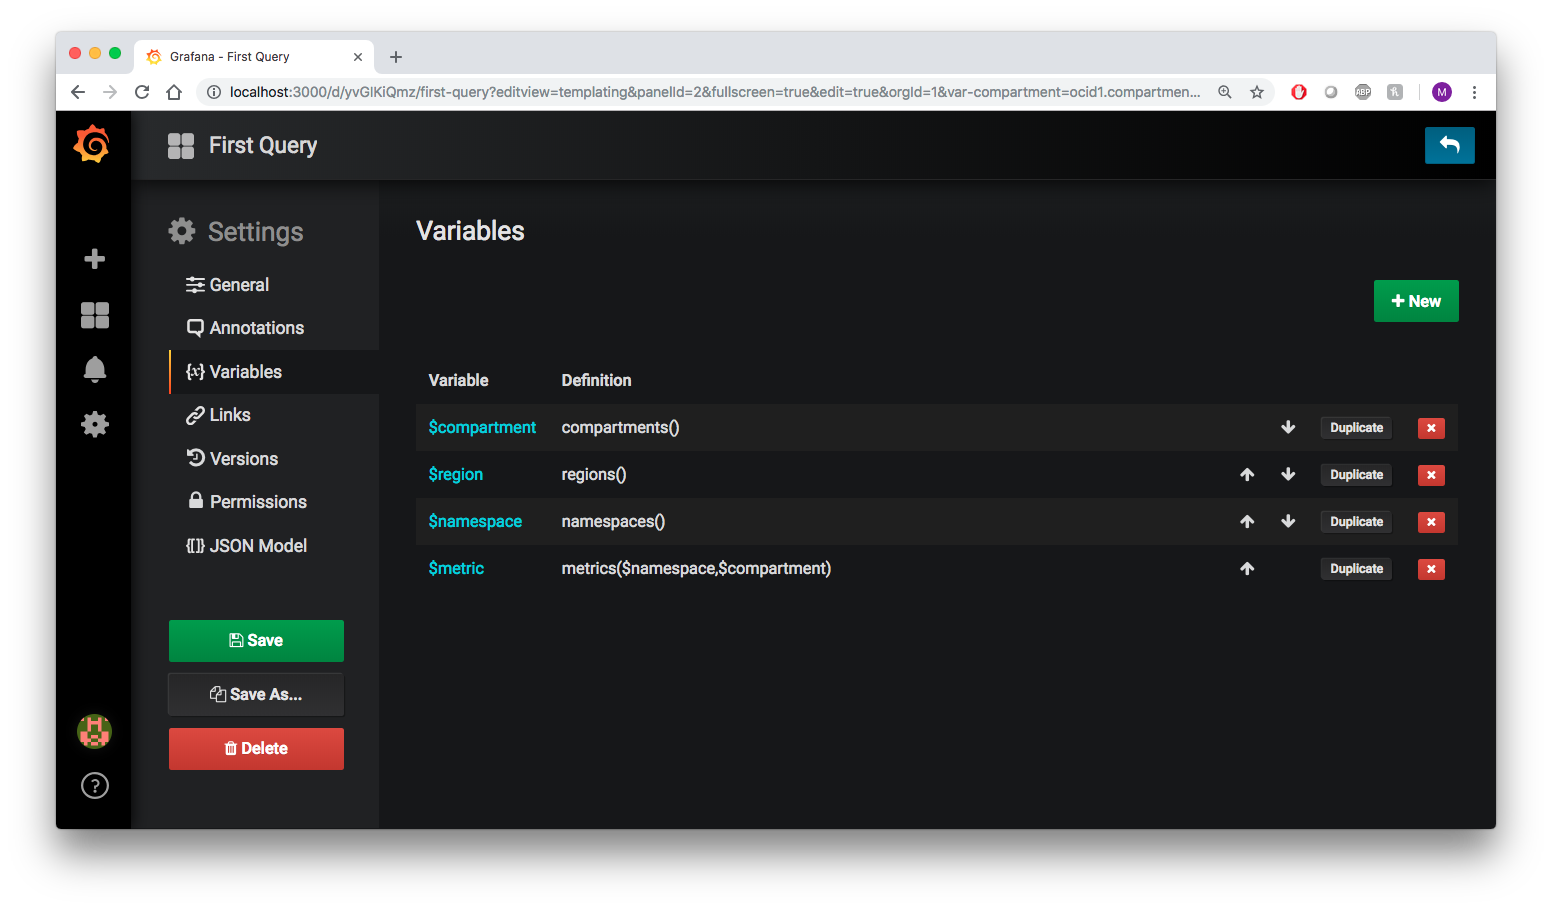 Grafana - First Query
localhost:3000/d/yvGlKiQmz/first-query?editview=templating&panelId=2&fullscreen=true&edit=true&orgId=1&var-compartment=ocid1.compartmen...
ABP
M
First Query
Settings
General
Annotations
{x} Variables
Links
Versions
Permissions
{[]} JSON Model
Save
Save As...
Delete
?
Variables
+ New
Variable Definition
$compartment compartments() Duplicate
$region regions() Duplicate
$namespace namespaces() Duplicate
$metric metrics($namespace,$compartment) Duplicate